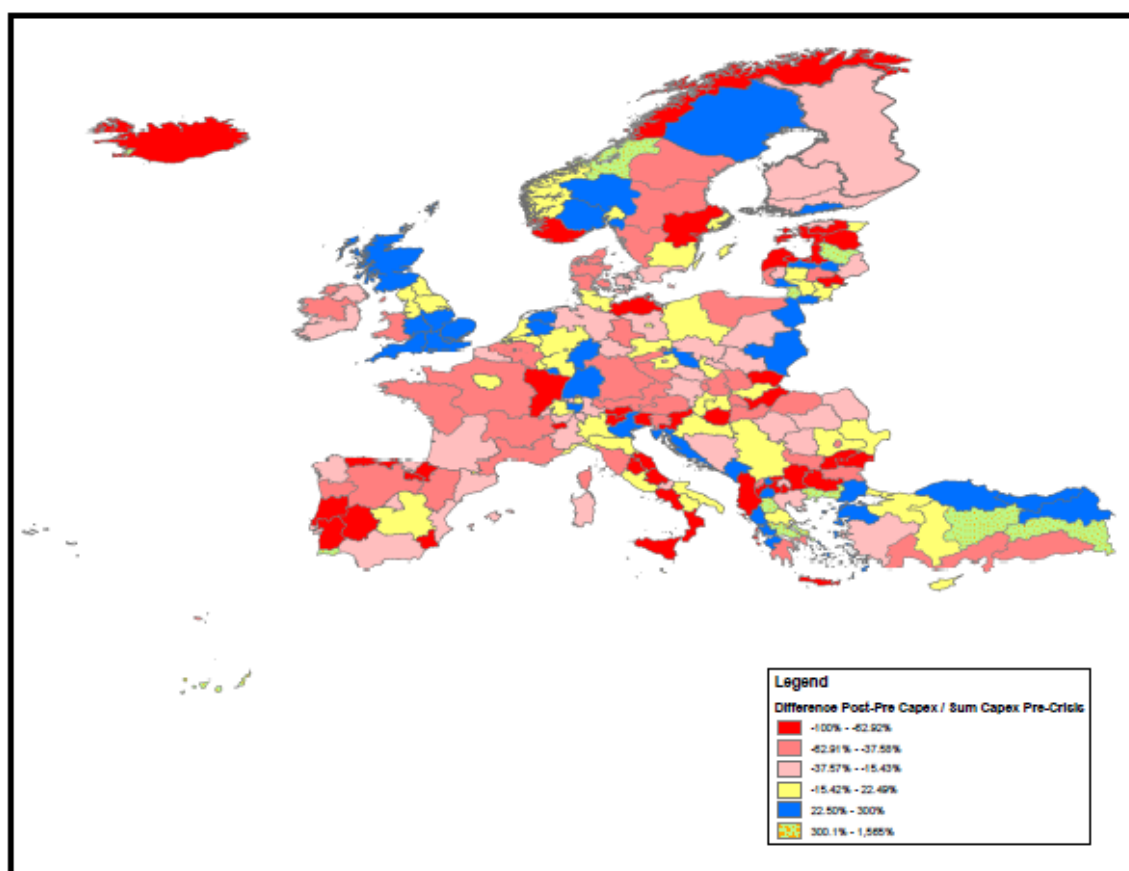 Legend
Difference Post-Pre Capex / Sum Capex Pre-Crisis
-100% - -62.92%
-62.91% - -37.58%
-37.57% - -15.43%
-15.42% - 22.49%
22.50% - 300%
300.1% - 1,565%